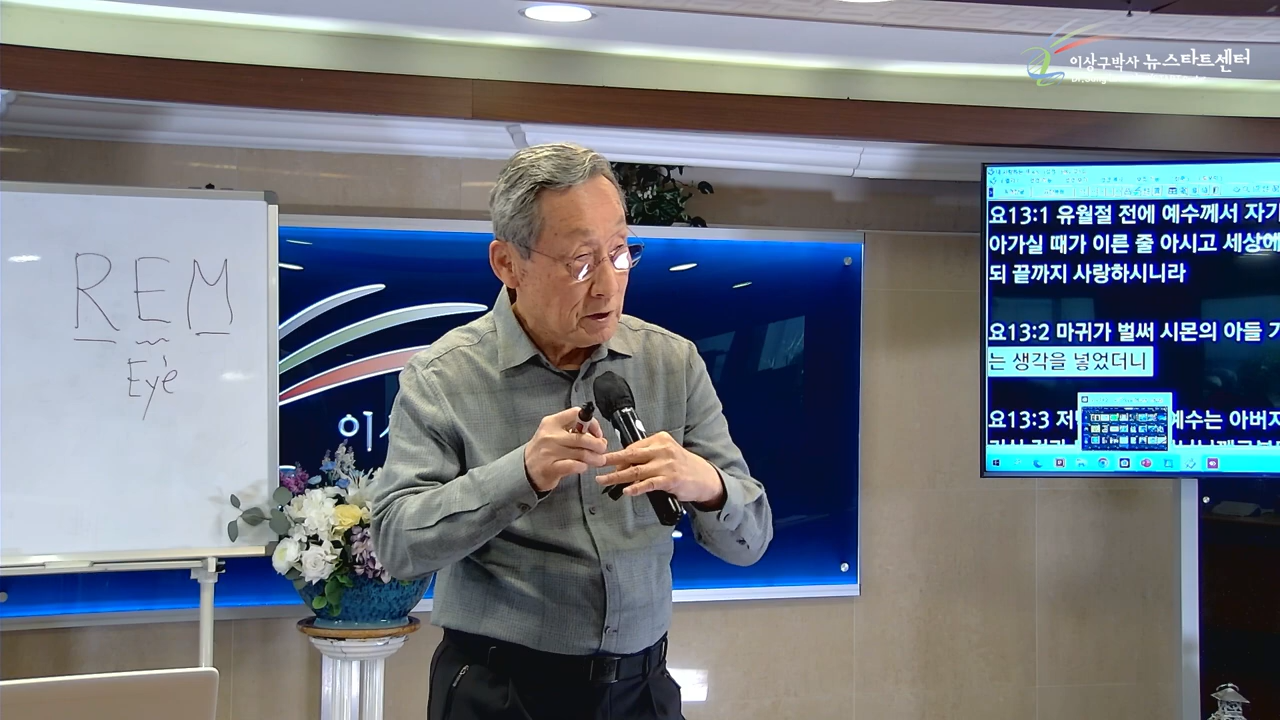 이상구박사 뉴스타트센터
REM
Eye
이
요13:1 유월절 전에 예수께서 자기
아가실 때가 이른 줄 아시고 세상에
되 끝까지 사랑하시니라
요13:2 마귀가 벌써 시몬의 아들
는 생각을 넣었더니
요13:3
예수는 아버지